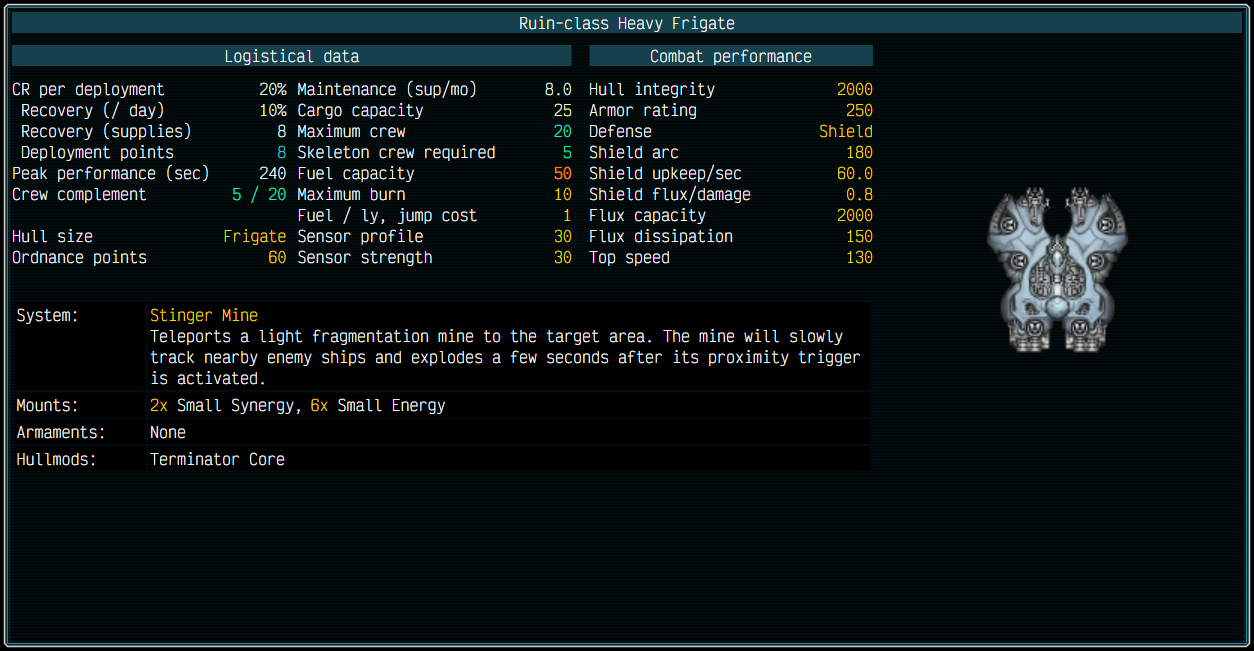 Ruin-class Heavy Frigate
Logistical data
Combat performance
CR per deployment 20% Maintenance (sup/mo) 8.0 Hull integrity 2000
Recovery (/ day) 10% Cargo capacity 25 Armor rating 250
Recovery (supplies) 8 Maximum crew 20 Defense Shield
Deployment points 8 Skeleton crew required 5 Shield arc 180
Peak performance (sec) 240 Fuel capacity 50 Shield upkeep/sec 60.0
Crew complement 5 / 20 Maximum burn 10 Shield flux/damage 0.8
Fuel / ly, jump cost 1 Flux capacity 2000
Hull size Frigate Sensor profile 30 Flux dissipation 150
Ordnance points 60 Sensor strength 30 Top speed 130
System: Stinger Mine
Teleports a light fragmentation mine to the target area. The mine will slowly
track nearby enemy ships and explodes a few seconds after its proximity trigger
is activated.
Mounts: 2x Small Synergy, 6x Small Energy
Armaments: None
Hullmods: Terminator Core